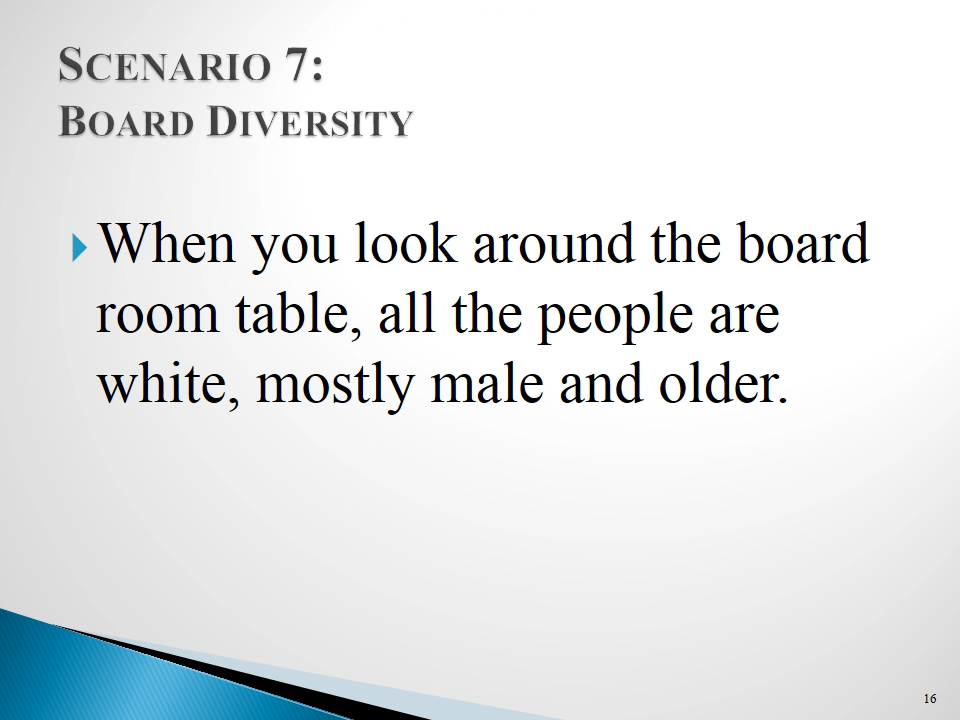 Scenario 7:
Board Diversity
When you look around the board
room table, all the people are
white, mostly male and older.
16